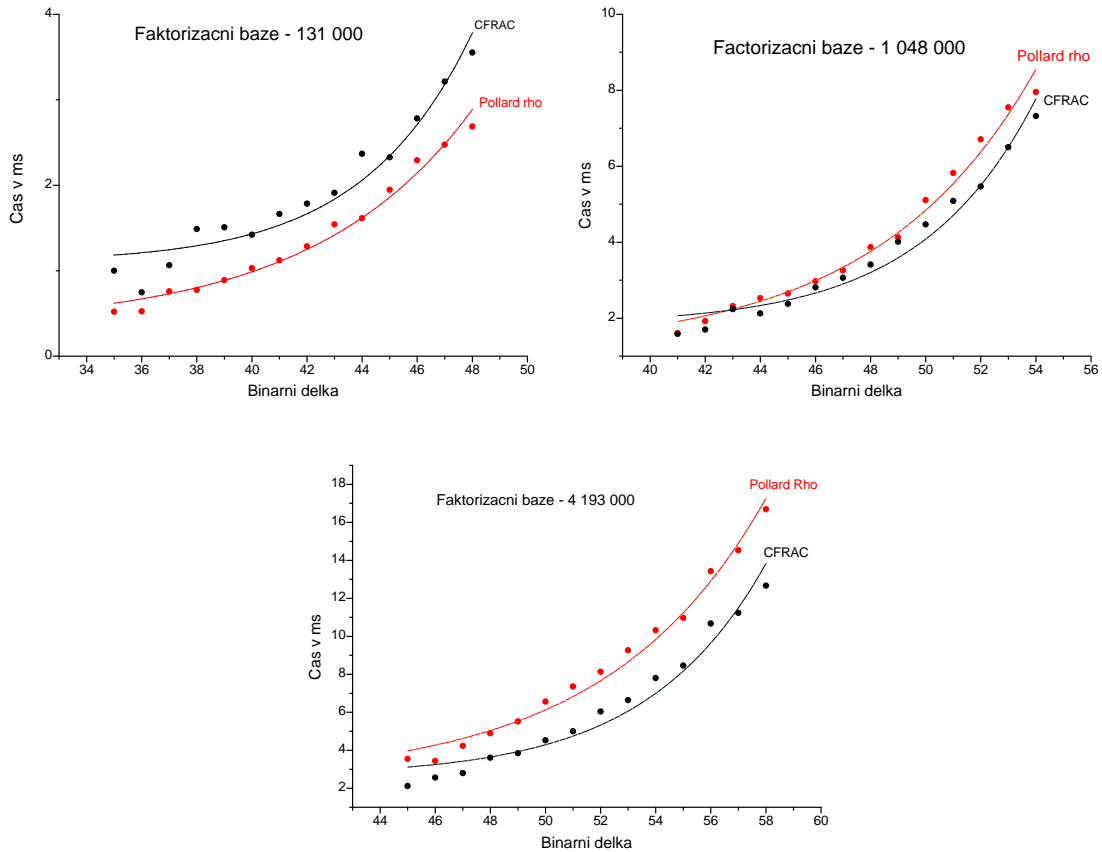 Faktorizacni baze - 131 000
CFRAC
Pollard rho
Cas v ms
4
2
0
34 36 38 40 42 44 46 48 50
Binarni delka
Factorizacni baze - 1 048 000
Pollard rho
CFRAC
Cas v ms
10
8
6
4
2
40 42 44 46 48 50 52 54 56
Binarni delka
Faktorizacni baze - 4 193 000
Pollard Rho
CFRAC
Cas v ms
18
16
14
12
10
8
6
4
2
44 46 48 50 52 54 56 58 60
Binarni delka